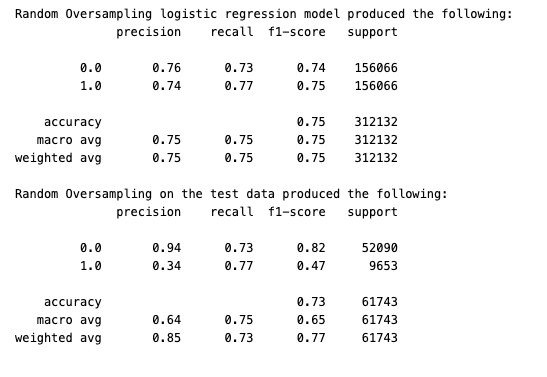 Random Oversampling logistic regression model produced the following:
precision recall f1-score support
0.0 0.76 0.73 0.74 156066
1.0 0.74 0.77 0.75 156066
accuracy 0.75 312132
macro avg 0.75 0.75 0.75 312132
weighted avg 0.75 0.75 0.75 312132
Random Oversampling on the test data produced the following:
precision recall f1-score support
0.0 0.94 0.73 0.82 52090
1.0 0.34 0.77 0.47 9653
accuracy 0.73 61743
macro avg 0.64 0.75 0.65 61743
weighted avg 0.85 0.73 0.77 61743